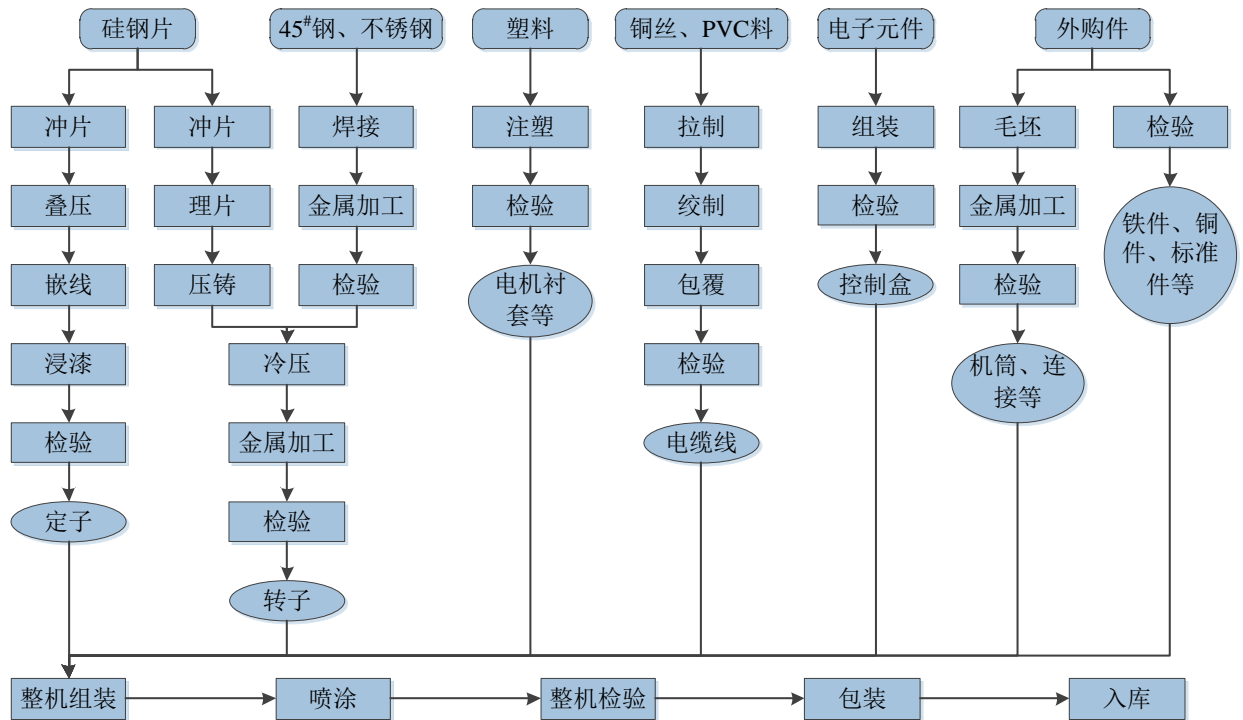 硅钢片
45#钢、不锈钢
塑料
铜丝、PVC料
电子元件
外购件
冲片
冲片
焊接
注塑
拉制
组装
毛坯
检验
叠压
理片
金属加工
检验
绞制
检验
金属加工
铁件、铜
件、标准
件等
嵌线
压铸
检验
电机衬
套等
包覆
控制盒
检验
浸漆
冷压
检验
机筒、连
接等
检验
金属加工
电缆线
定子
检验
转子
整机组装
喷涂
整机检验
包装
入库